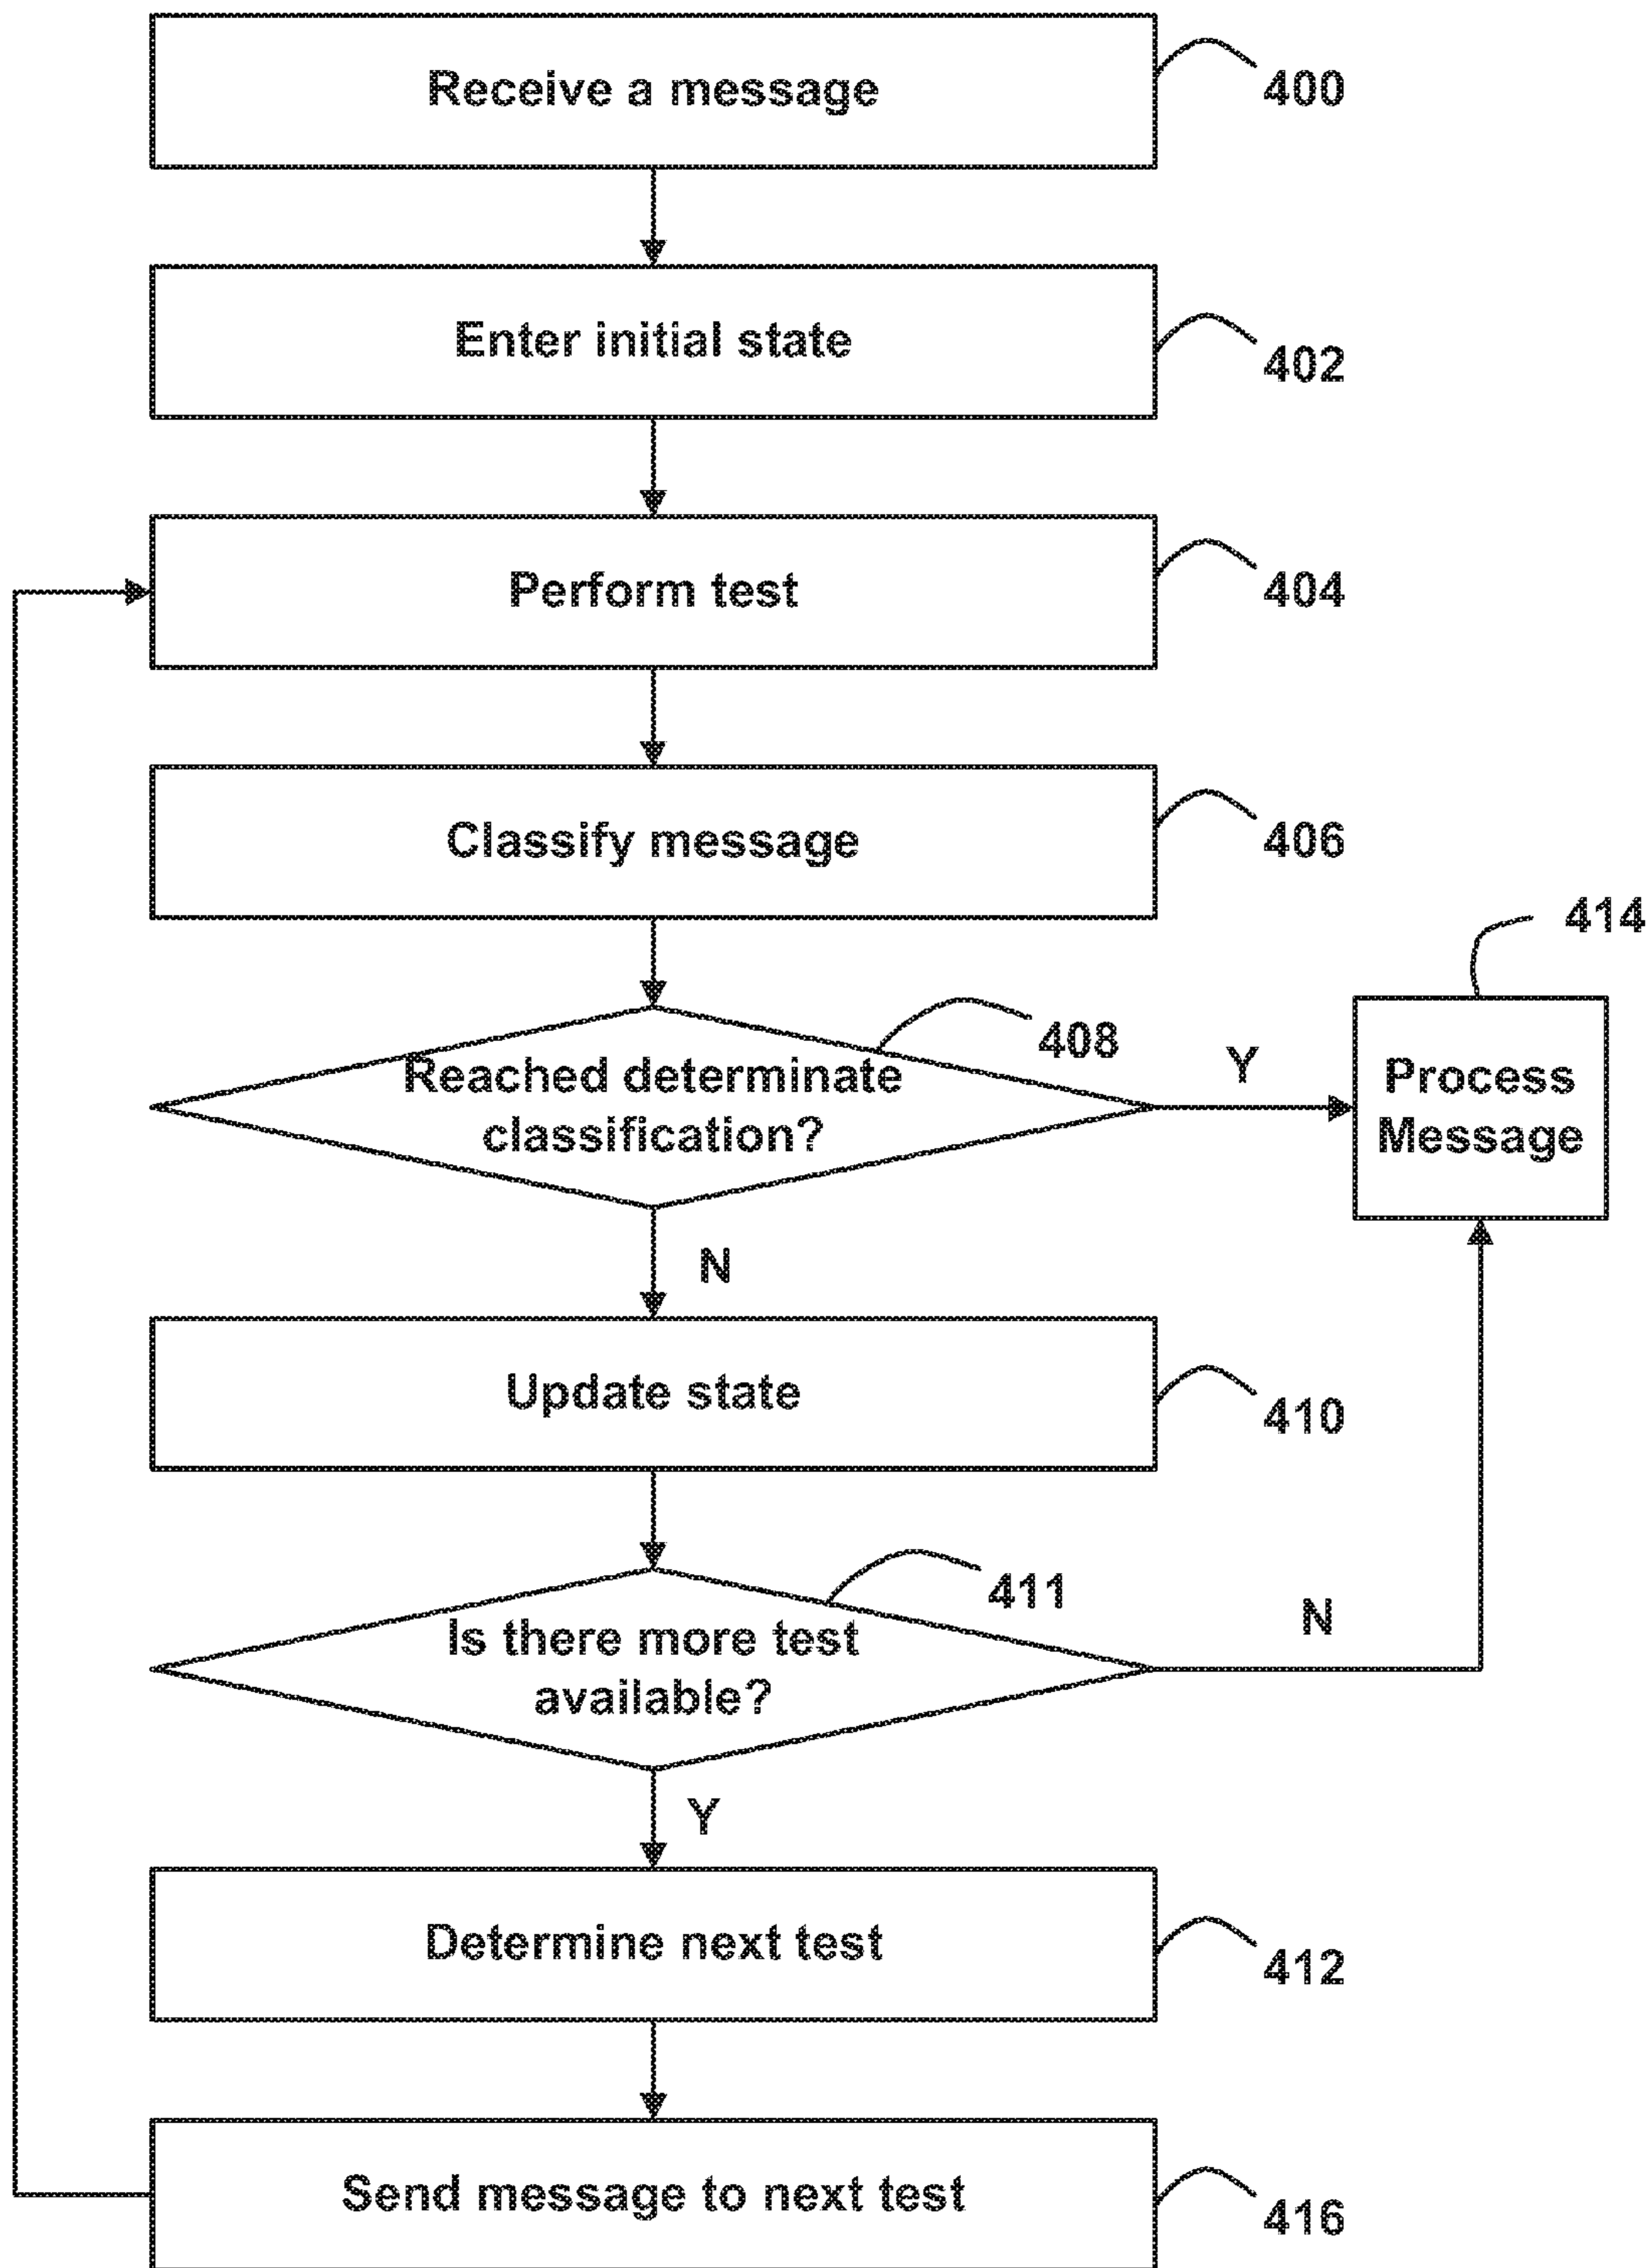 Receive a message
400
Enter initial state
402
Perform test
404
Classify message
406
414
408
Reached determinate
classification?
Y
Process
Message
N
Update state
410
411
Is there more test
available?
N
Y
Determine next test
412
Send message to next test
416